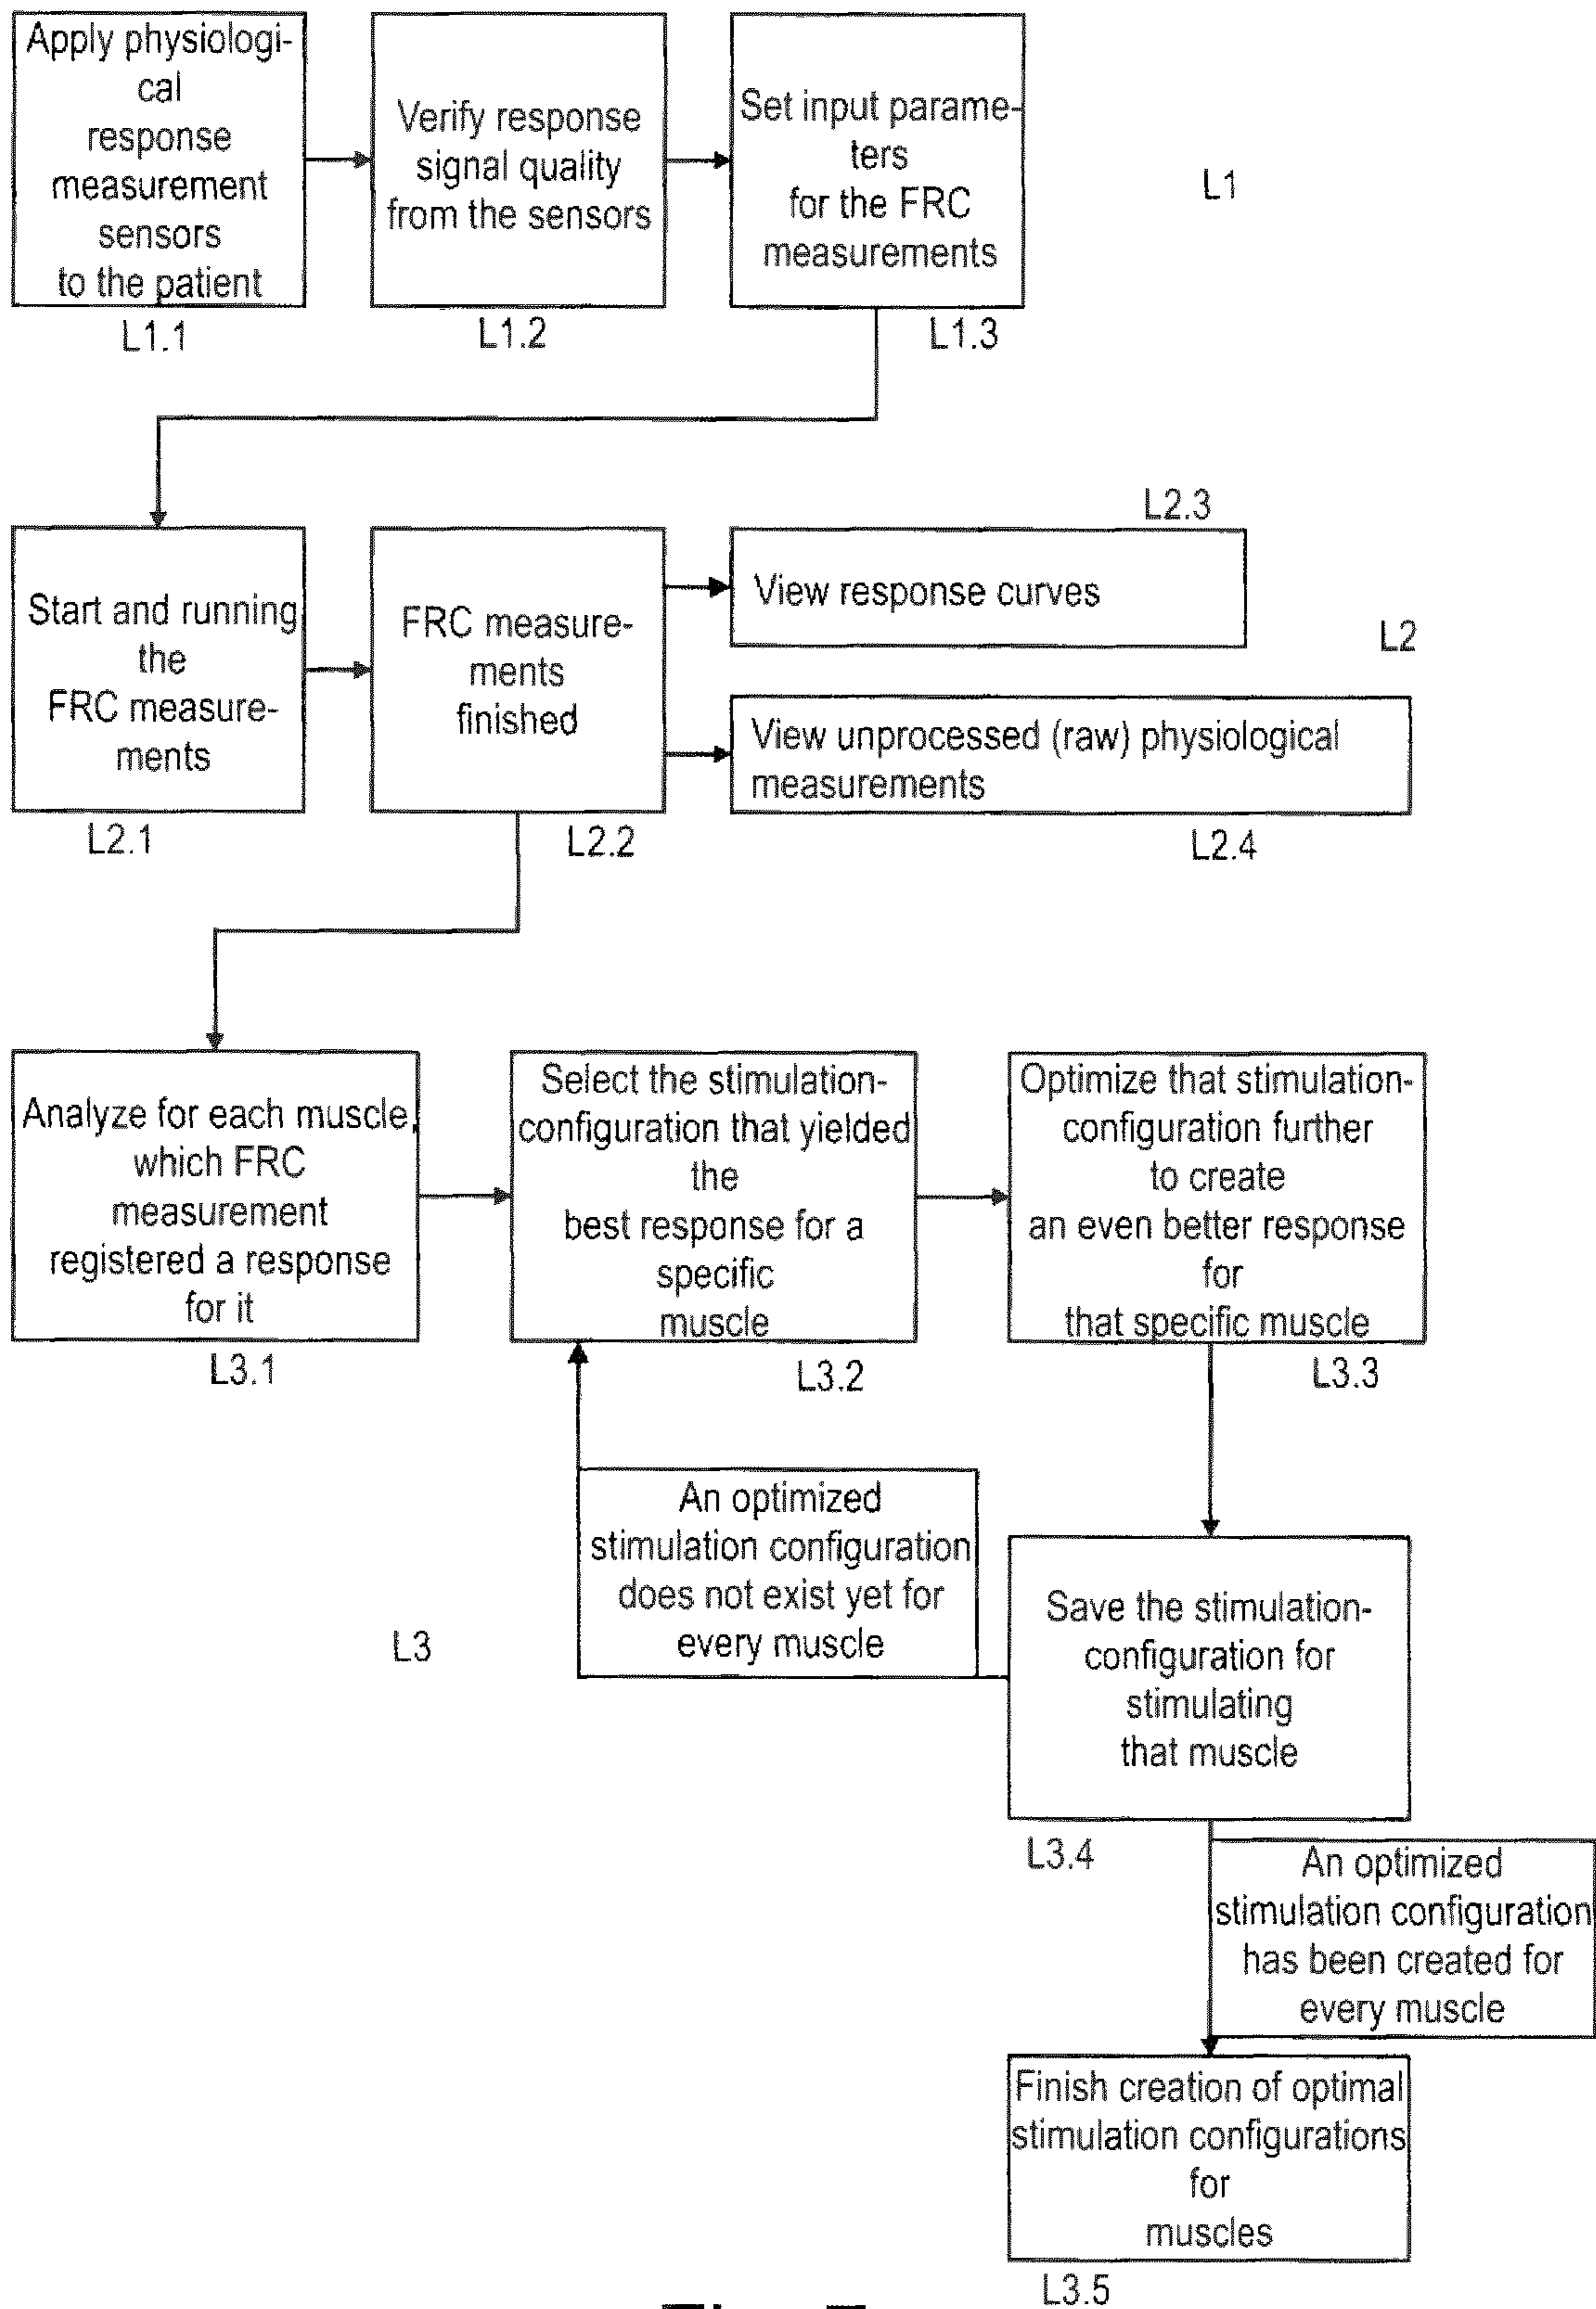 Apply physiologi-
cal
response
measurement
sensors
to the patient
L1.1
Verify response
signal quality
from the sensors
L1.2
Set input parame-
ters
for the FRC
measurements
L1.3
L1
Start and running
the
FRC measure-
ments
L2.1
FRC measure-
ments
finished
L2.2
L2.3
View response curves
L2
View unprocessed (raw) physiological
measurements
L2.4
Analyze for each muscle,
which FRC
measurement
registered a response
for it
L3.1
Select the stimulation-
configuration that yielded
the
best response for a
specific
muscle
L3.2
Optimize that stimulation-
configuration further
to create
an even better response
for
that specific muscle
L3.3
An optimized
stimulation configuration
does not exist yet for
every muscle
L3
Save the stimulation-
configuration for
stimulating
that muscle
L3.4
An optimized
stimulation configuration
has been created for
every muscle
Finish creation of optimal
stimulation configurations
for
muscles
L3.5